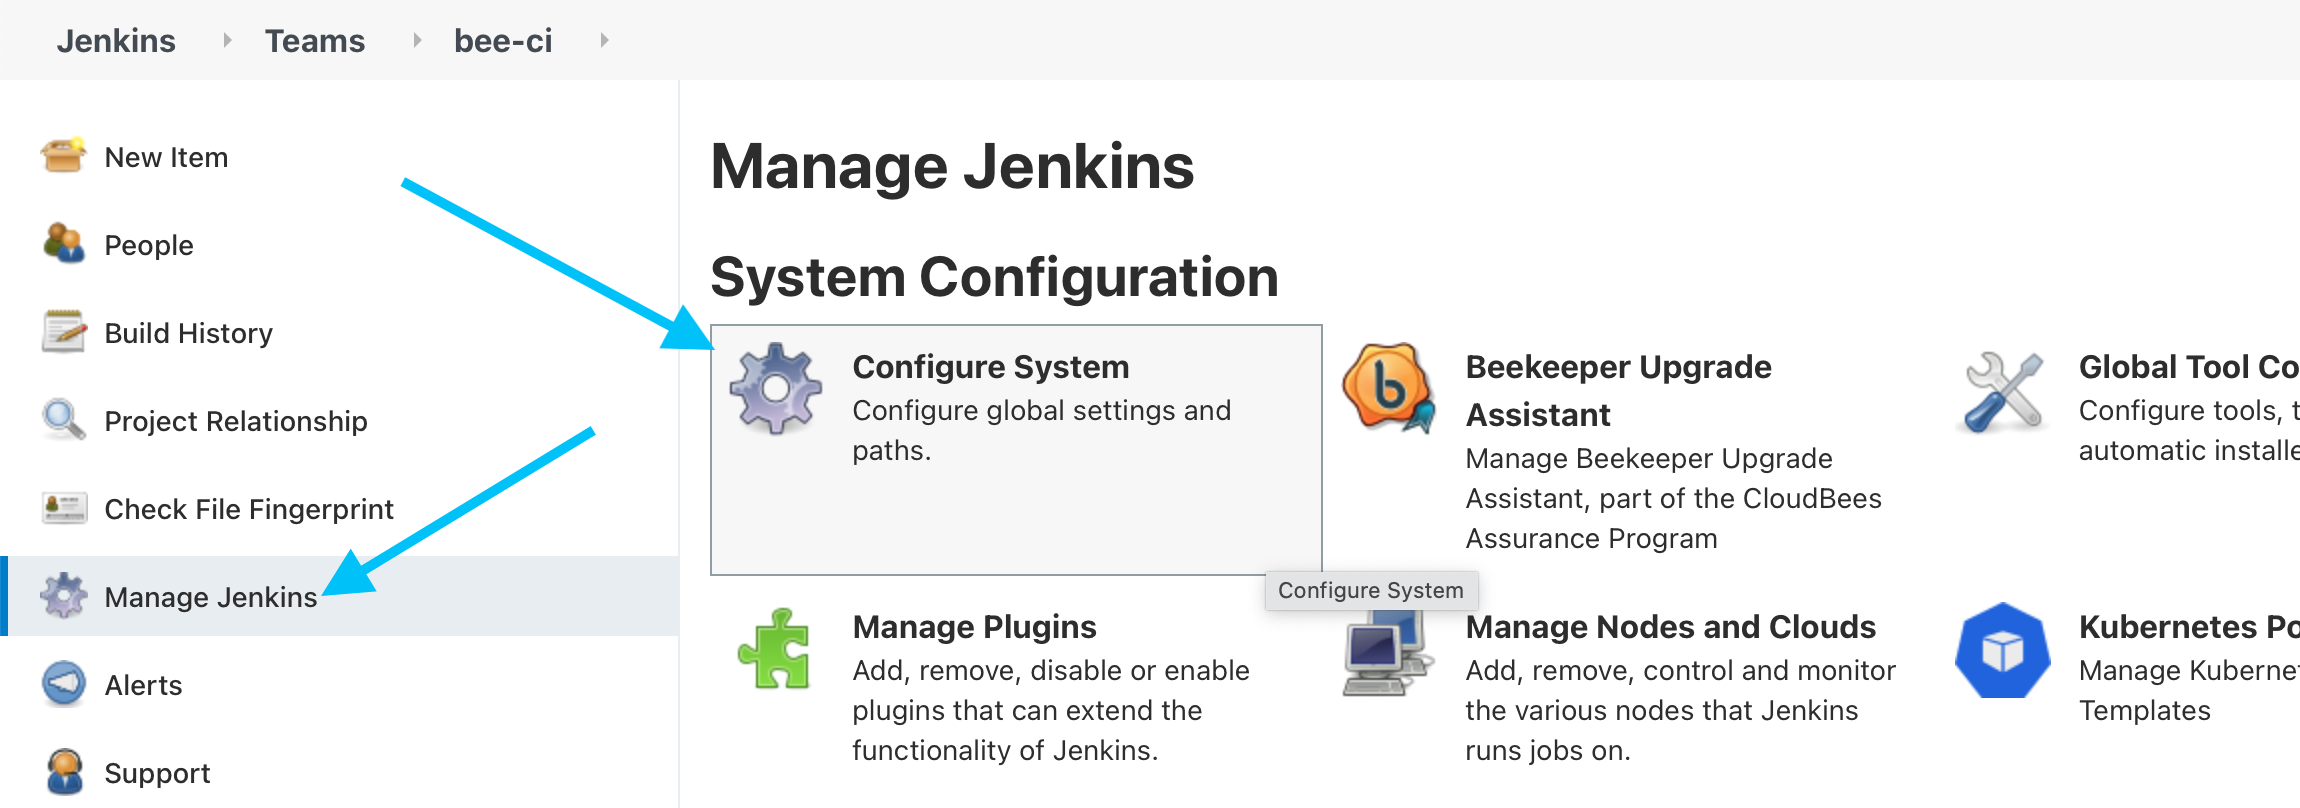 Jenkins Teams bee-ci
New Item
People
Build History
Project Relationship
Check File Fingerprint
Manage Jenkins
Alerts
Support
Manage Jenkins
System Configuration
Configure System
Configure global settings and
paths.
Beekeeper Upgrade
Assistant
Manage Beekeeper Upgrade
Assistant, part of the CloudBees
Assurance Program
Global Tool Co
Configure tools, t
automatic installe
Configure System
Manage Plugins
Add, remove, disable or enable
plugins that can extend the
functionality of Jenkins.
Manage Nodes and Clouds
Add, remove, control and monitor
the various nodes that Jenkins
runs jobs on.
Kubernetes Po
Manage Kuberne
Templates